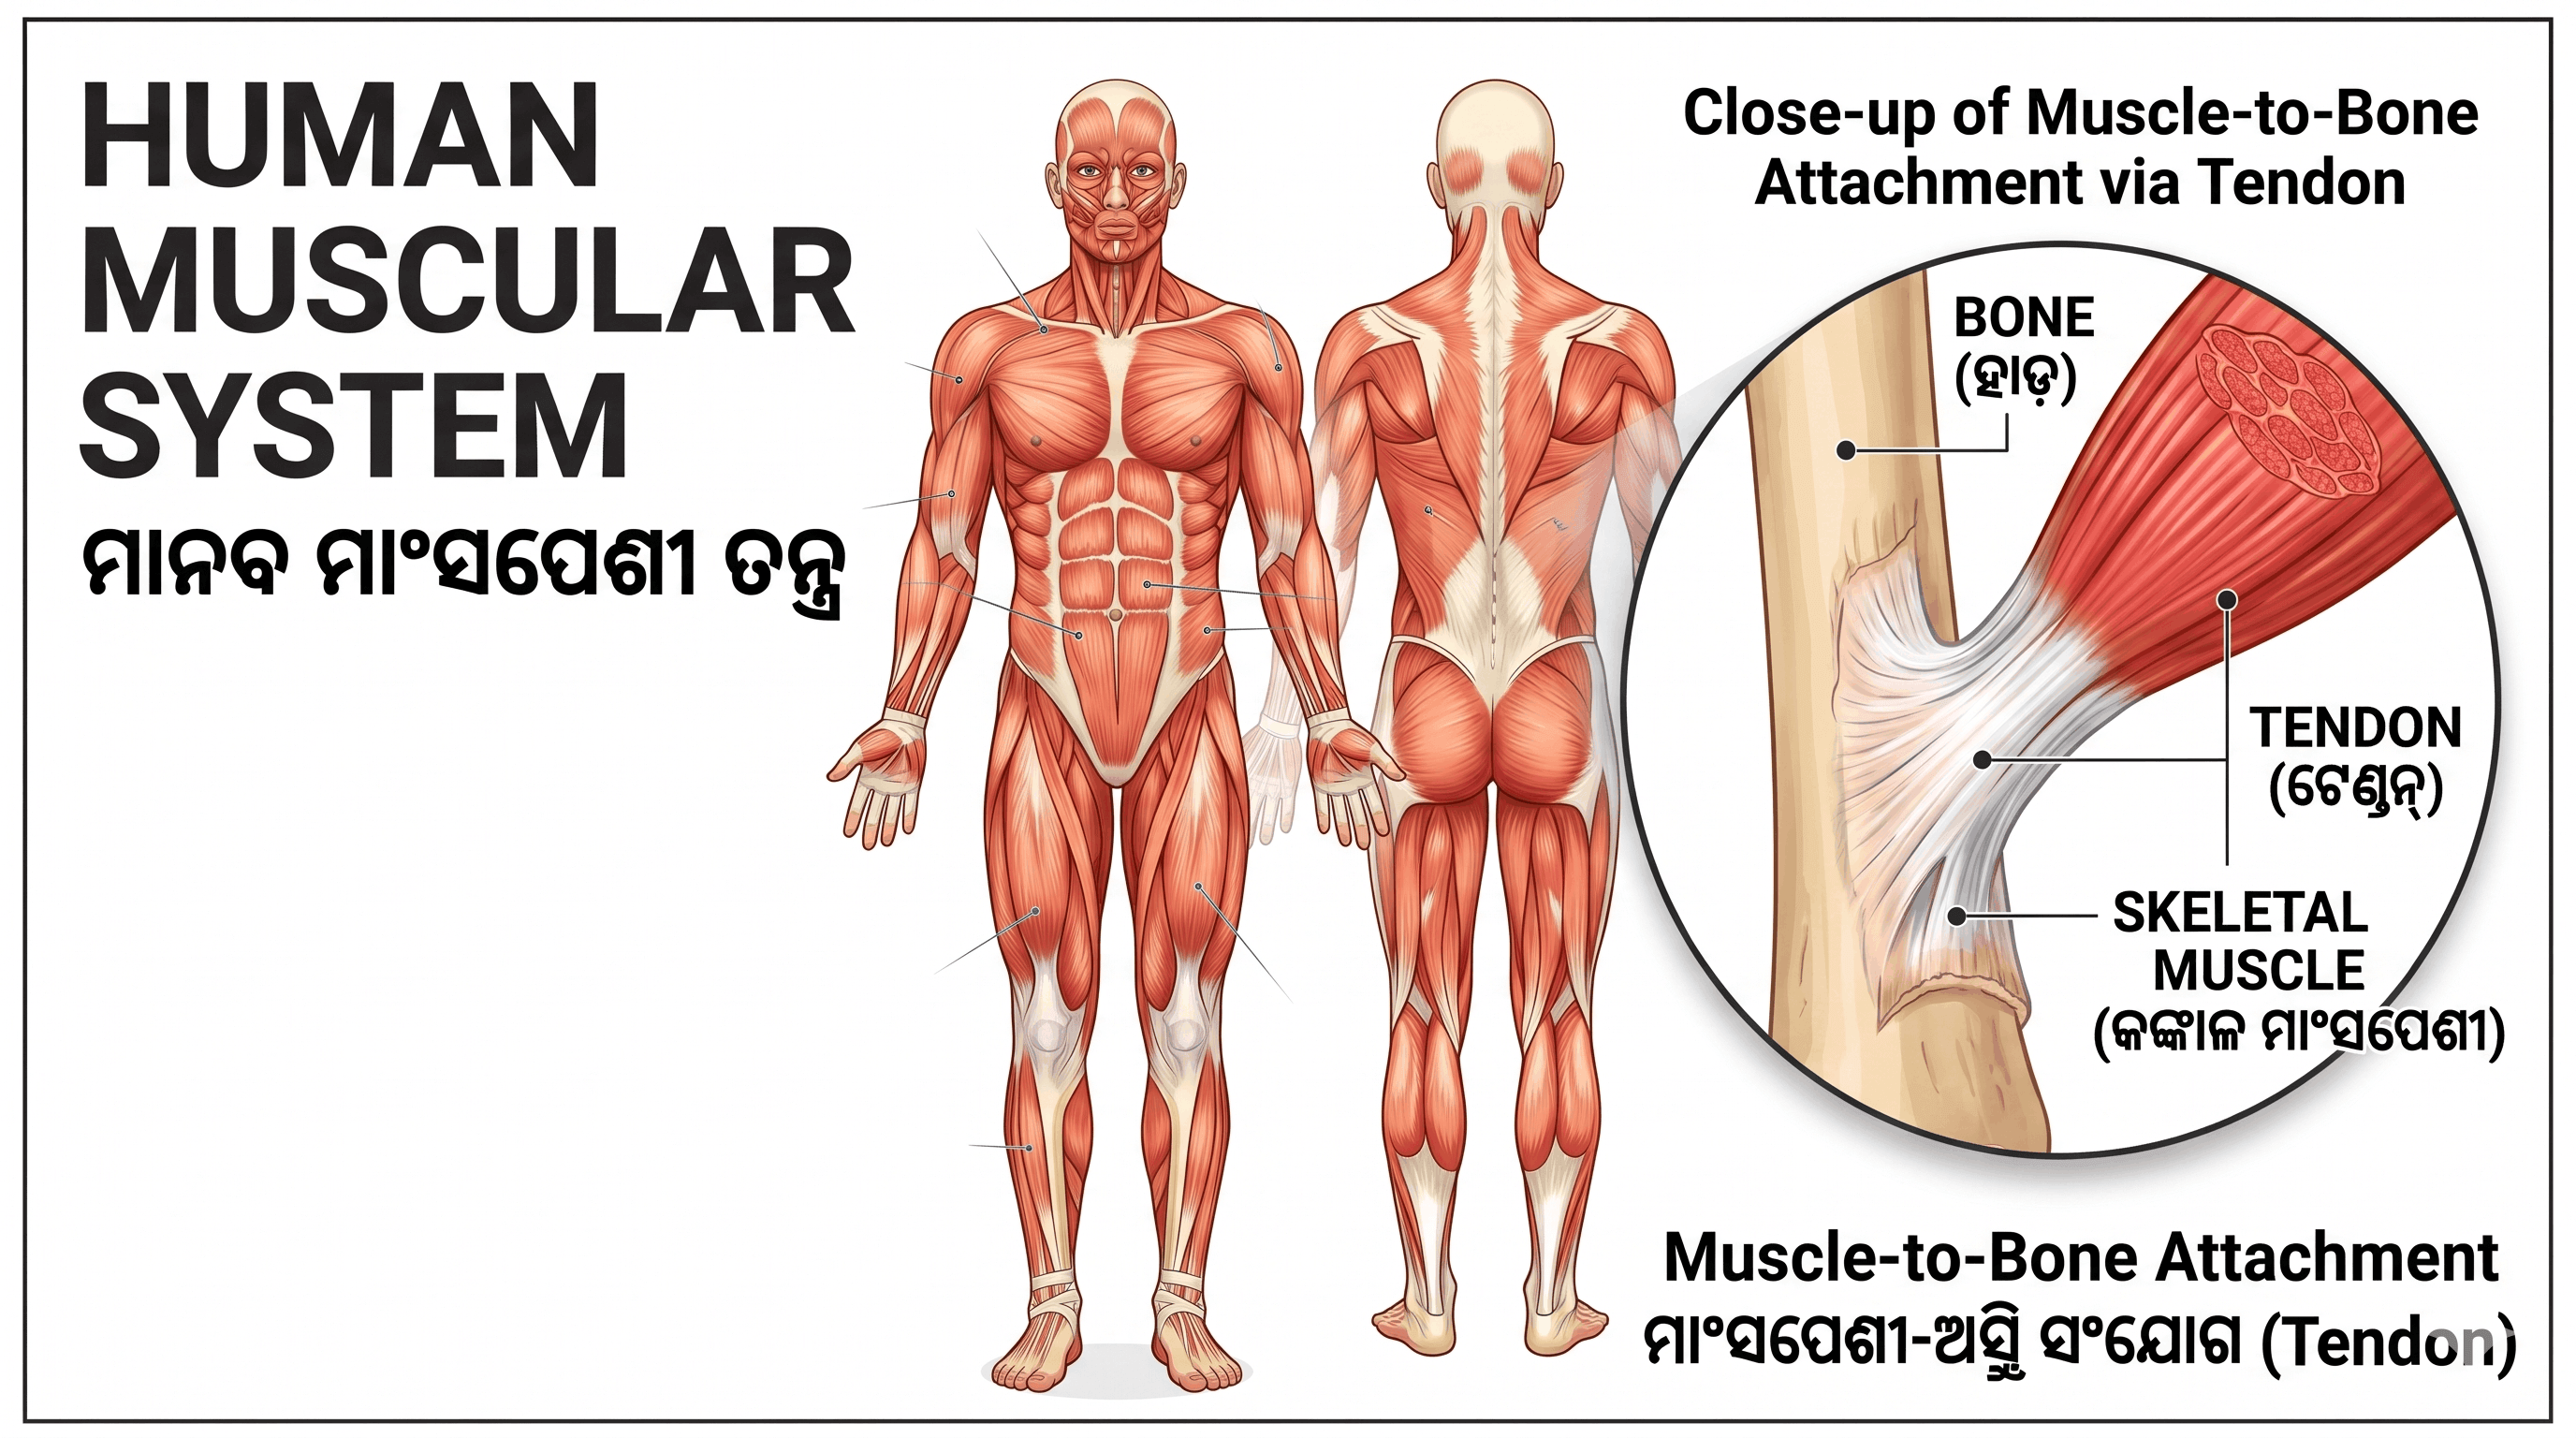 HUMAN
MUSCULAR
SYSTEM
ମାନବ ମାଂସପେଶୀ ତନ୍ତ୍ର
Close-up of Muscle-to-Bone
Attachment via Tendon
BONE
(ହାଡ଼)
TENDON
(ଟେଣ୍ଡନ୍)
SKELETAL
MUSCLE
(କଙ୍କାଳ ମାଂସପେଶୀ)
Muscle-to-Bone Attachment
ମାଂସପେଶୀ-ଅସ୍ଥି ସଂଯୋଗ (Tendon)